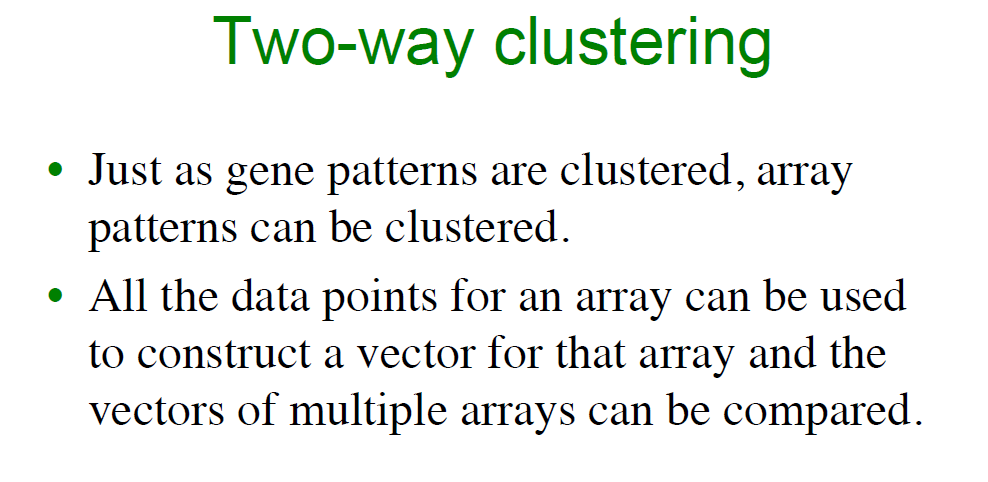 Two-way clustering
• Just as gene patterns are clustered, array
patterns can be clustered.
• All the data points for an array can be used
to construct a vector for that array and the
vectors of multiple arrays can be compared.